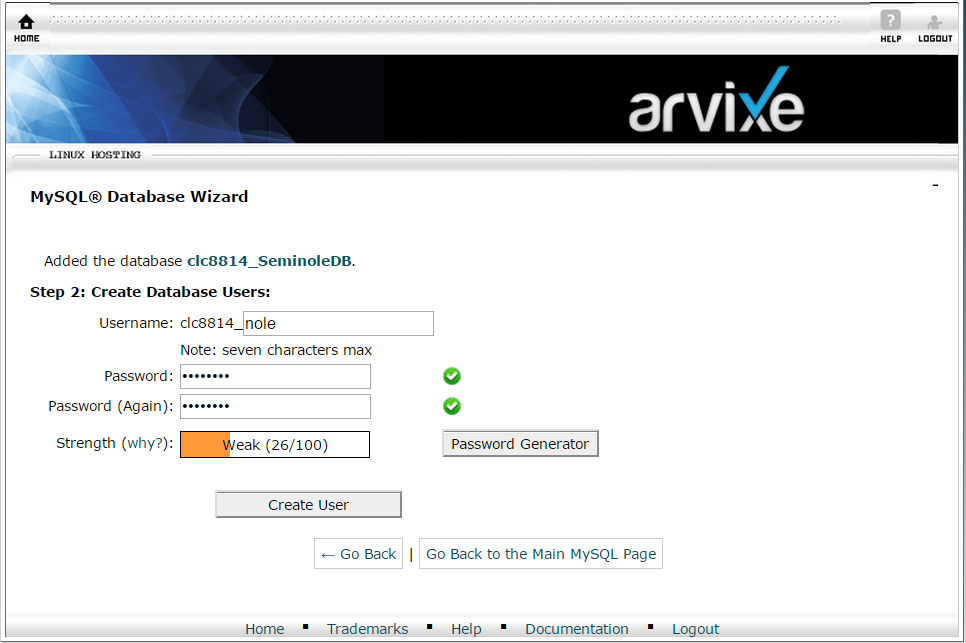 HOME
?
HELP
LOGOUT
arvixe
LINUX HOSTING
-
MySQL® Database Wizard
Added the database clc8814_SeminoleDB.
Step 2: Create Database Users:
Username: clc8814_nole
Note: seven characters max
Password: ••••••••
Password (Again): ••••••••
Strength (why?): Weak (26/100) Password Generator
Create User
← Go Back | Go Back to the Main MySQL Page
Home ▪ Trademarks ▪ Help ▪ Documentation ▪ Logout